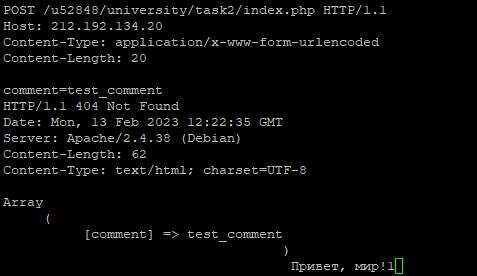 POST /u52848/university/task2/index.php HTTP/1.1
Host: 212.192.134.20
Content-Type: application/x-www-form-urlencoded
Content-Length: 20
comment=test_comment
HTTP/1.1 404 Not Found
Date: Mon, 13 Feb 2023 12:22:35 GMT
Server: Apache/2.4.38 (Debian)
Content-Length: 62
Content-Type: text/html; charset=UTF-8
Array
(
[comment] => test_comment
)
Привет, мир!1